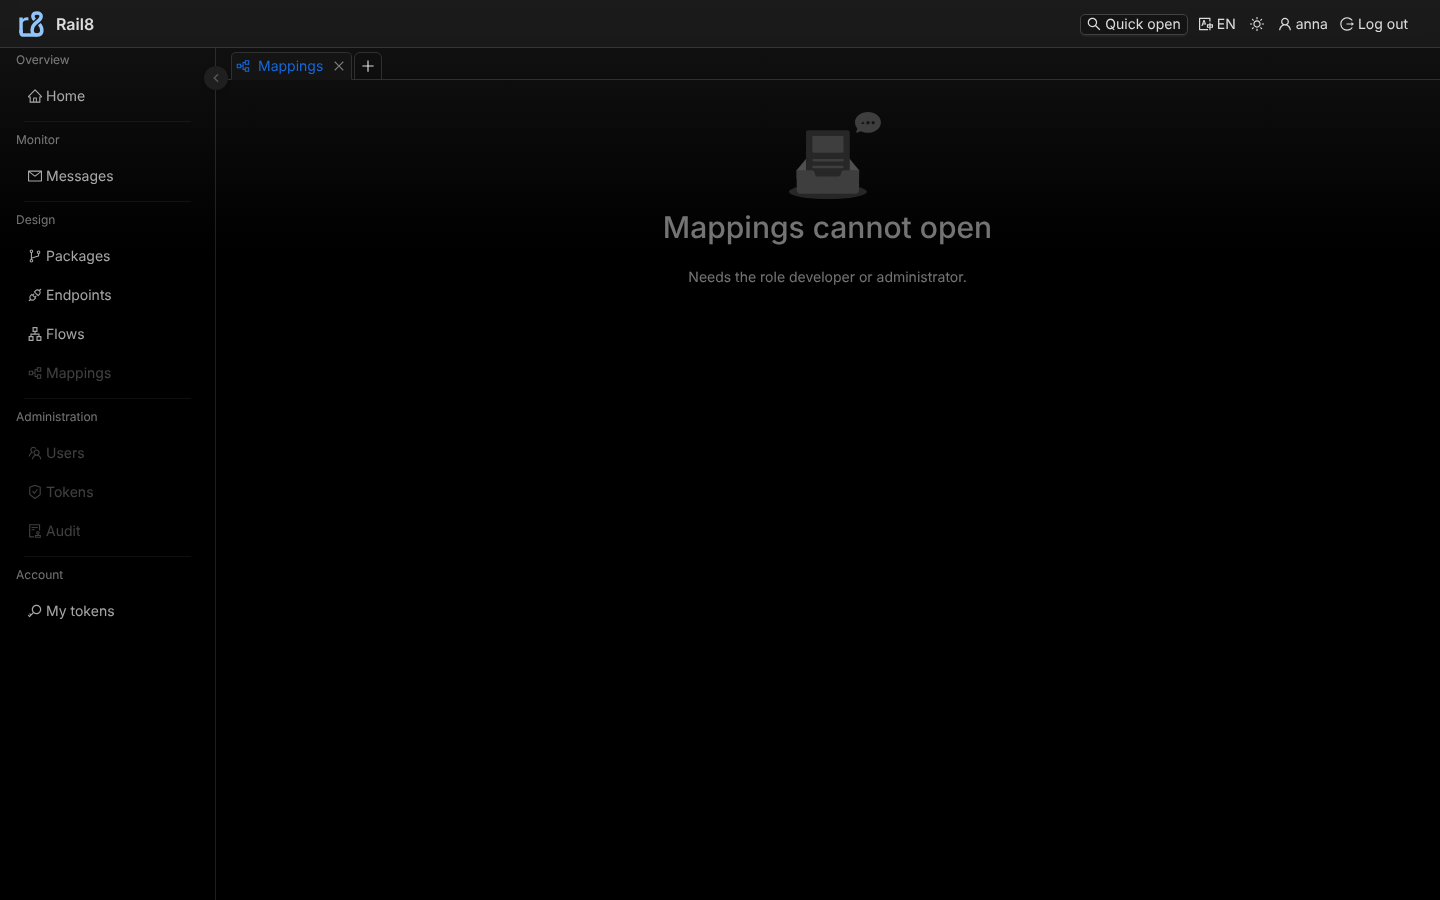 Rail8
Quick open
EN
anna
Log out
Overview
Home
Monitor
Messages
Design
Packages
Endpoints
Flows
Mappings
Administration
Users
Tokens
Audit
Account
My tokens
Mappings
Mappings cannot open
Needs the role developer or administrator.